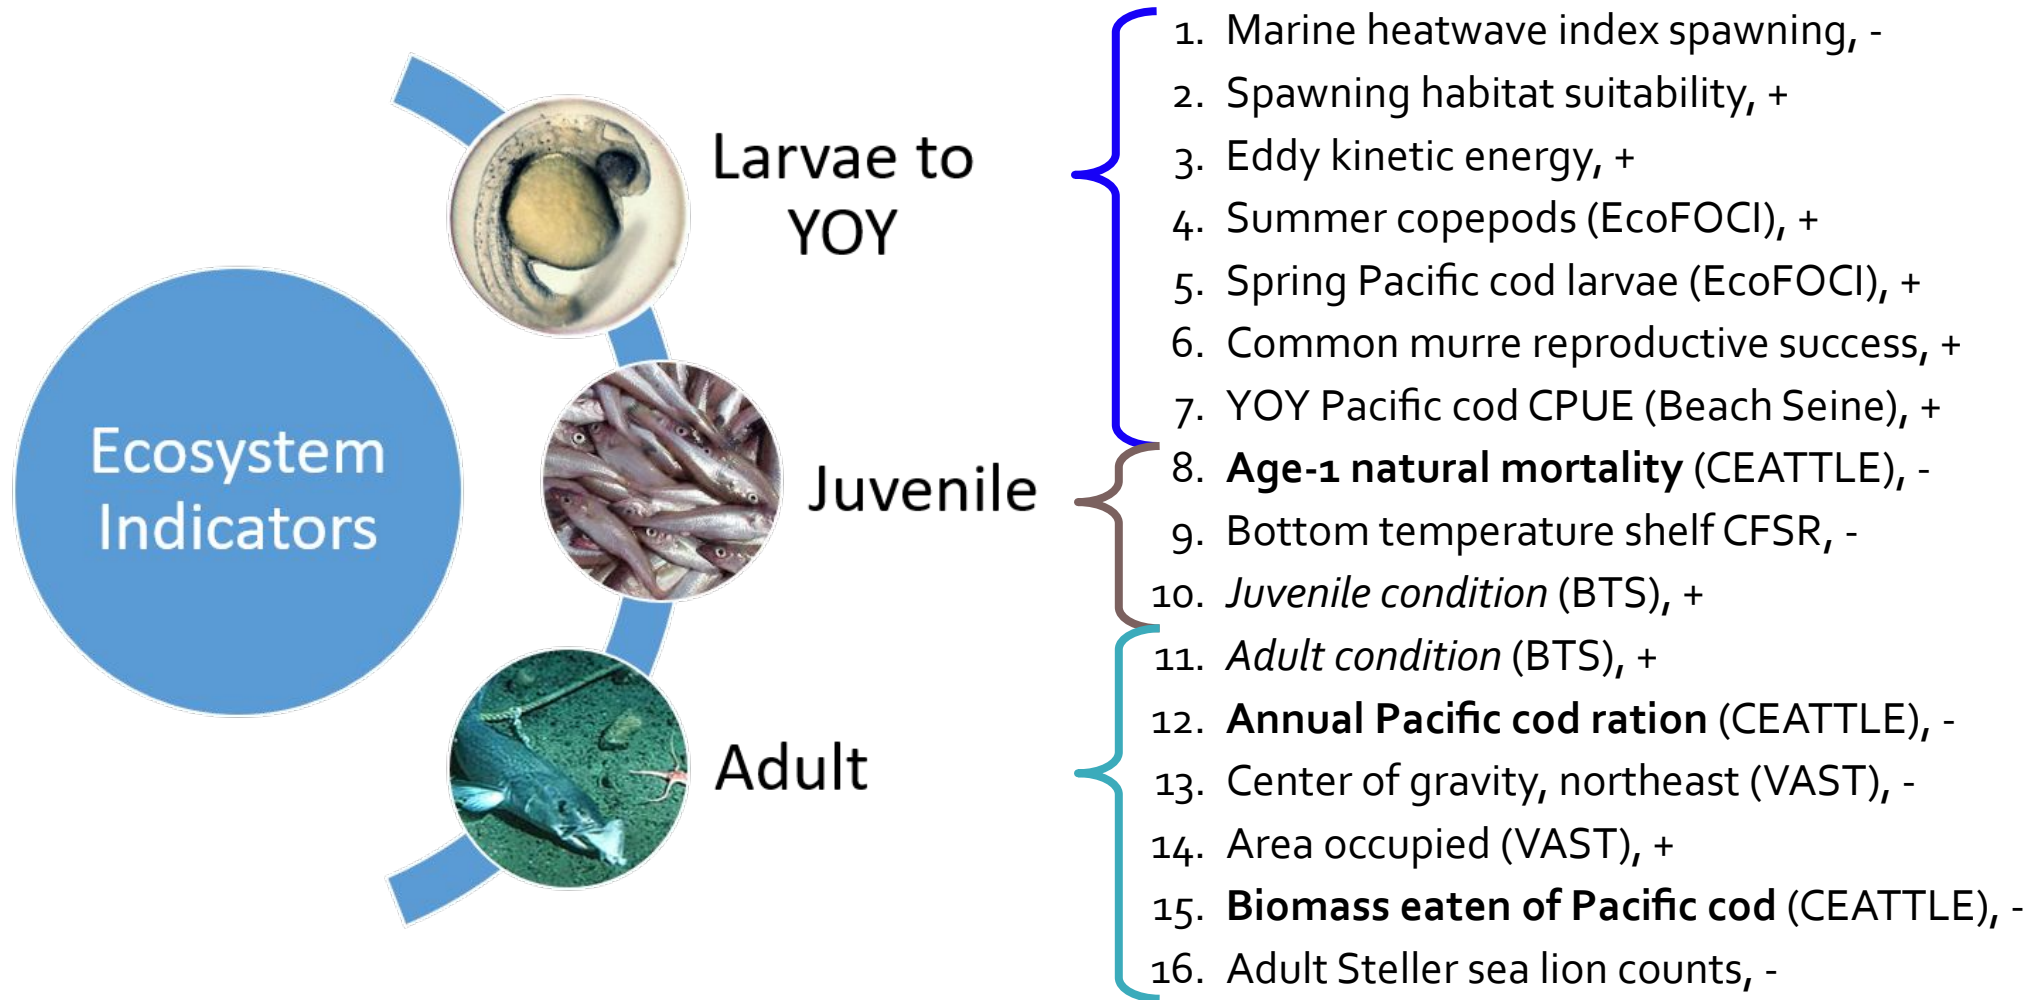 Ecosystem
Indicators
Larvae to
YOY
Juvenile
Adult
1. Marine heatwave index spawning, -
2. Spawning habitat suitability, +
3. Eddy kinetic energy, +
4. Summer copepods (EcoFOCI), +
5. Spring Pacific cod larvae (EcoFOCI), +
6. Common murre reproductive success, +
7. YOY Pacific cod CPUE (Beach Seine), +
8. Age-1 natural mortality (CEATTLE), -
9. Bottom temperature shelf CFSR, -
10. Juvenile condition (BTS), +
11. Adult condition (BTS), +
12. Annual Pacific cod ration (CEATTLE), -
13. Center of gravity, northeast (VAST), -
14. Area occupied (VAST), +
15. Biomass eaten of Pacific cod (CEATTLE), -
16. Adult Steller sea lion counts, -